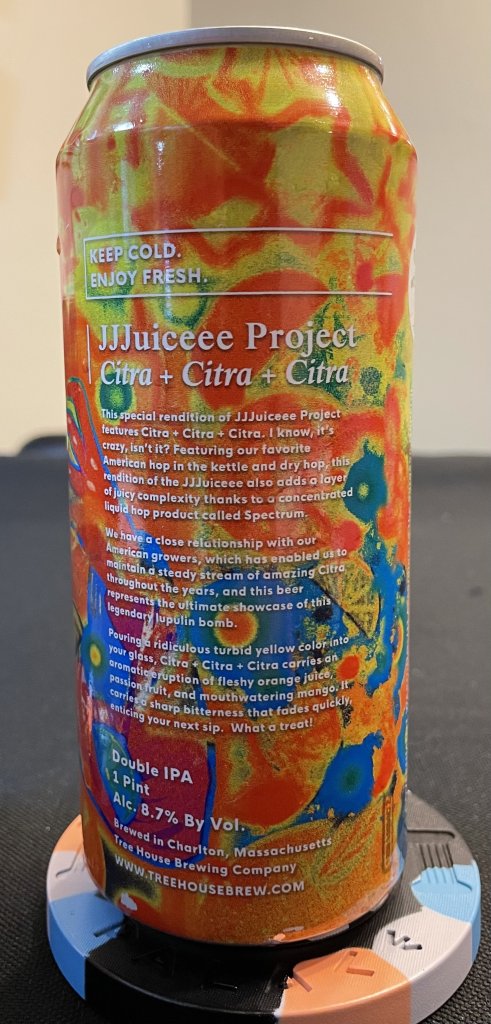 KEEP COLD.
ENJOY FRESH.
JJJuiceee Project
Citra + Citra + Citra
This special rendition of JJJuiceee Project
features Citra + Citra + Citra. I know, it's
crazy, isn't it? Featuring our favorite
American hop in the kettle and dry hop, this
rendition of the JJJuiceee also adds a layer
of juicy complexity thanks to a concentrated
liquid hop product called Spectrum.
We have a close relationship with our
American growers, which has enabled us to
maintain a steady stream of amazing Citra
throughout the years, and this beer
represents the ultimate showcase of this
legendary lupulin bomb.
Pouring a ridiculous turbid yellow color into
your glass, Citra + Citra + Citra carries an
aromatic eruption of fleshy orange juice,
passion fruit, and mouthwatering mango. It
carries a sharp bitterness that fades quickly,
enticing your next sip. What a treat!
Double IPA
1 Pint
Alc. 8.7% By Vol.
Brewed in Charlton, Massachusetts
Tree House Brewing Company
WWW.TREEHOUSEBREW.COM